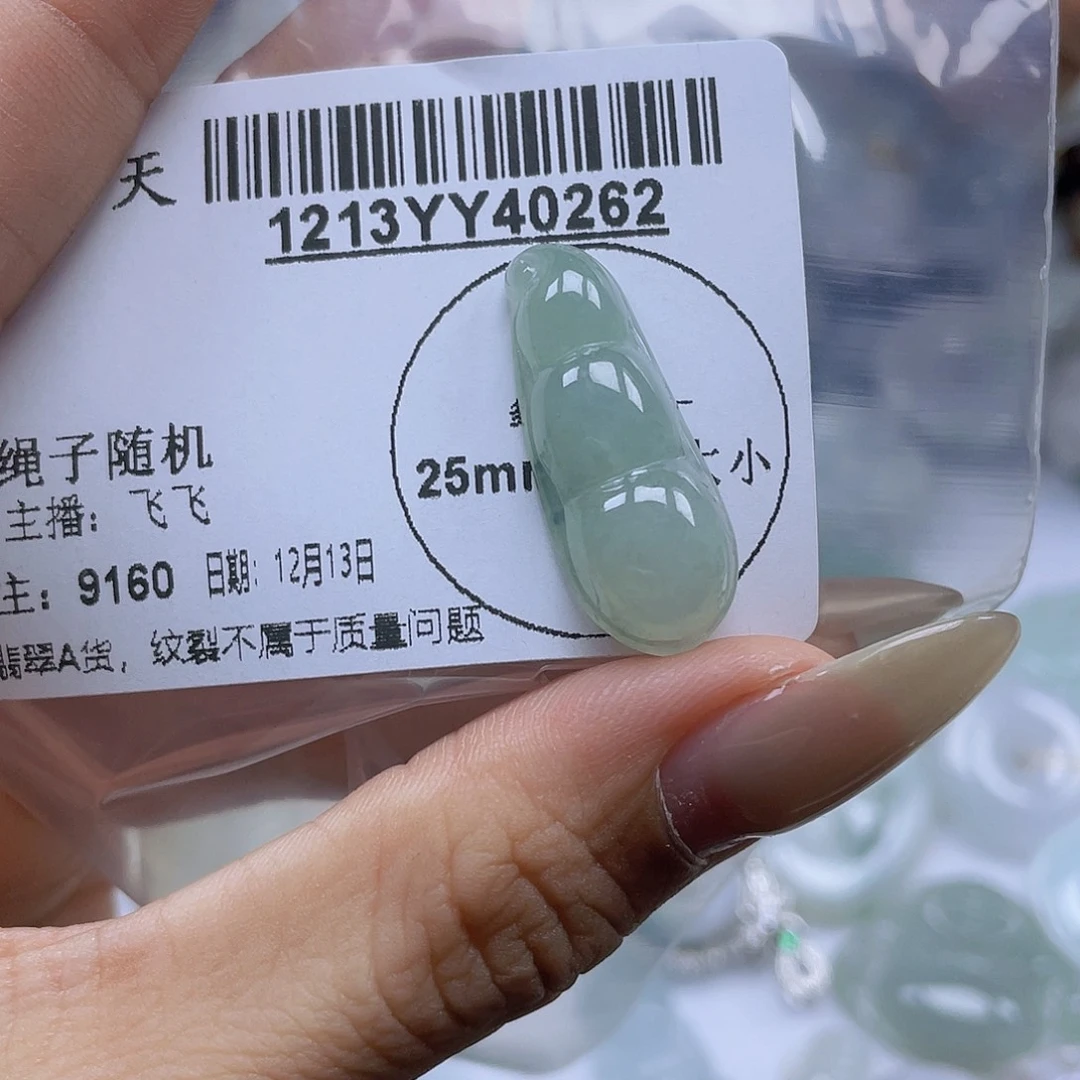 天
1213YY40262
25mm
小
绳子随机
主播: 飞飞
主: 9160 日期: 12月13日
翡翠A货, 纹裂不属于质量问题